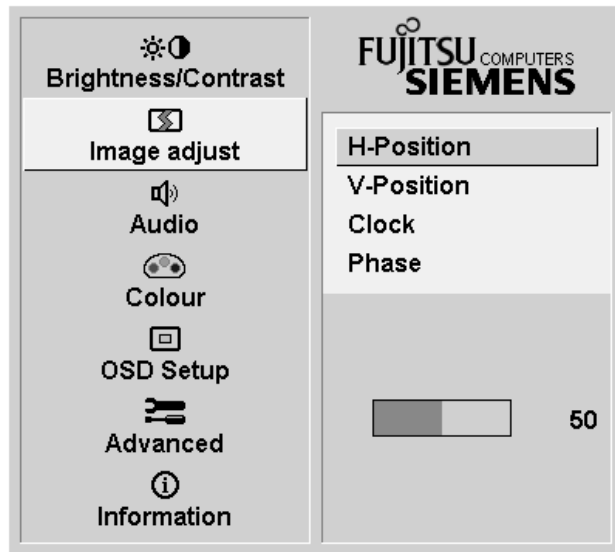 Brightness/Contrast
Image adjust
Audio
Colour
OSD Setup
Advanced
Information
FUJITSU COMPUTERS
SIEMENS
H-Position
V-Position
Clock
Phase
50